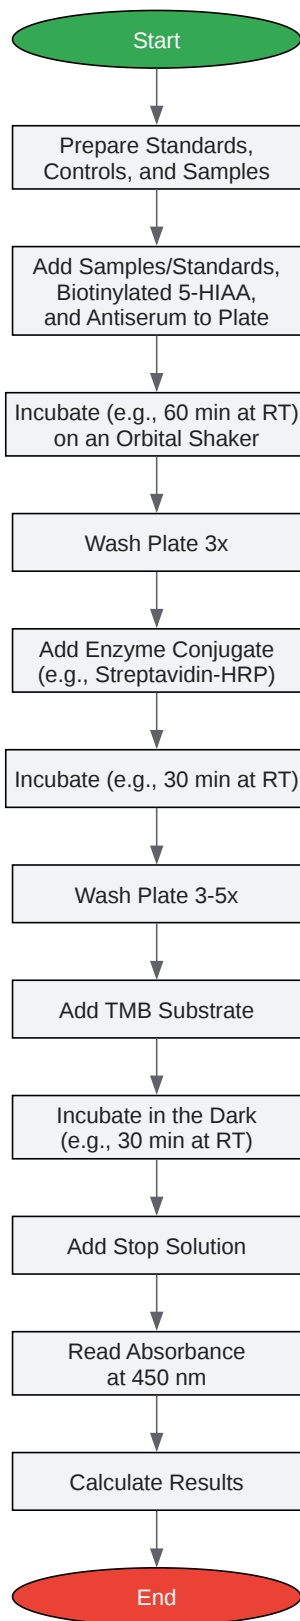 Start
Prepare Standards,
Controls, and Samples
Add Samples/Standards,
Biotinylated 5-HIAA,
and Antiserum to Plate
Incubate (e.g., 60 min at RT)
on an Orbital Shaker
Wash Plate 3x
Add Enzyme Conjugate
(e.g., Streptavidin-HRP)
Incubate (e.g., 30 min at RT)
Wash Plate 3-5x
Add TMB Substrate
Incubate in the Dark
(e.g., 30 min at RT)
Add Stop Solution
Read Absorbance
at 450 nm
Calculate Results
End